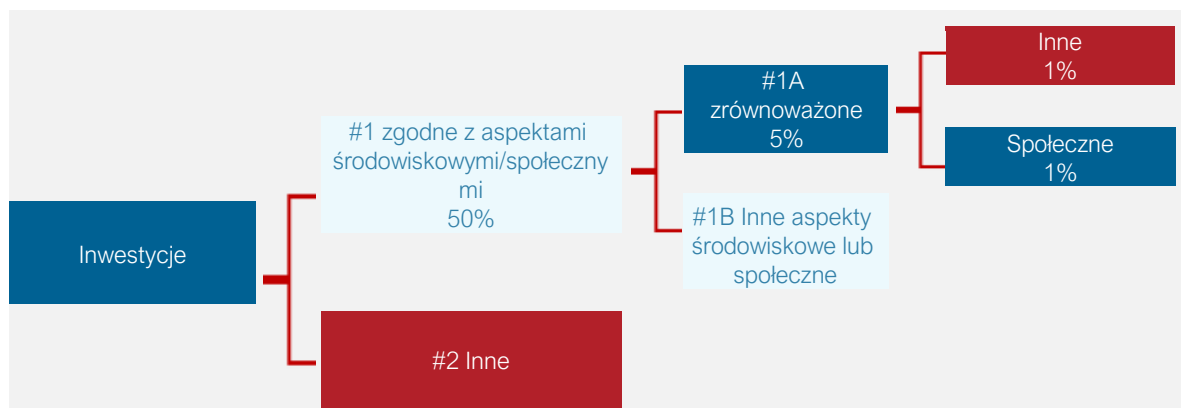 Inwestycje
#1 zgodne z aspektami
środowiskowymi/społeczny
mi
50%
#2 Inne
#1A
zrównoważone
5%
#1B Inne aspekty
środowiskowe lub
społeczne
Inne
1%
Społeczne
1%